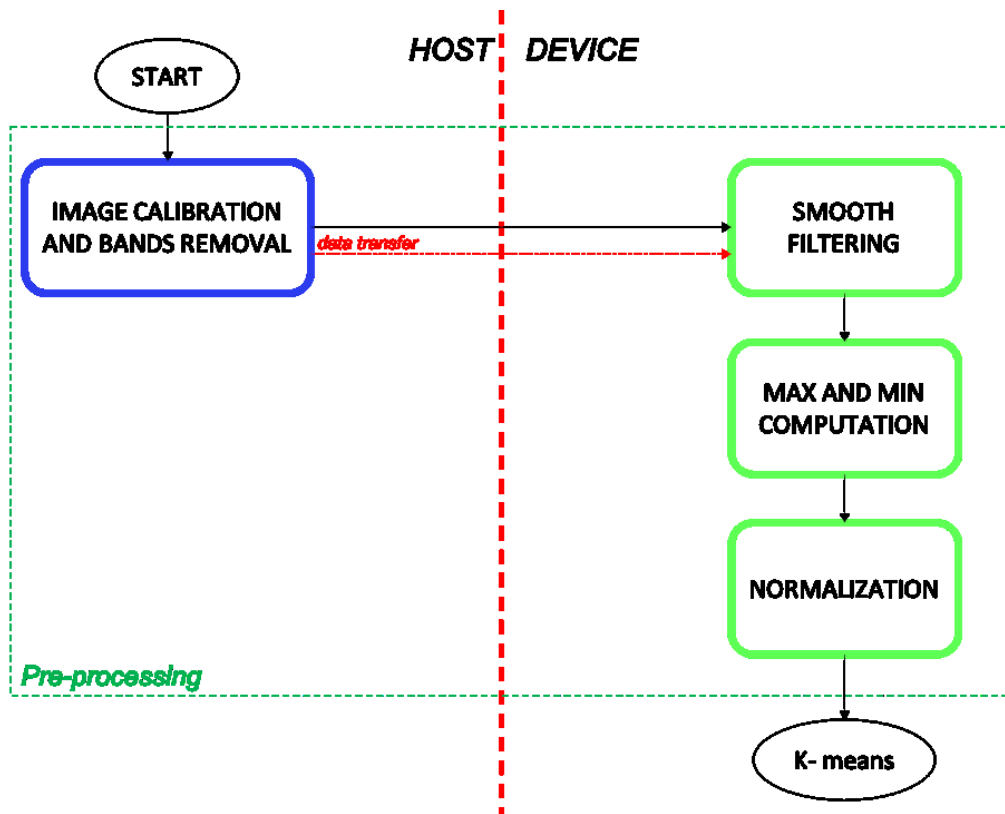 HOST DEVICE
START
IMAGE CALIBRATION
AND BANDS REMOVAL
data transfer
SMOOTH
FILTERING
MAX AND MIN
COMPUTATION
NORMALIZATION
Pre-processing
K- means